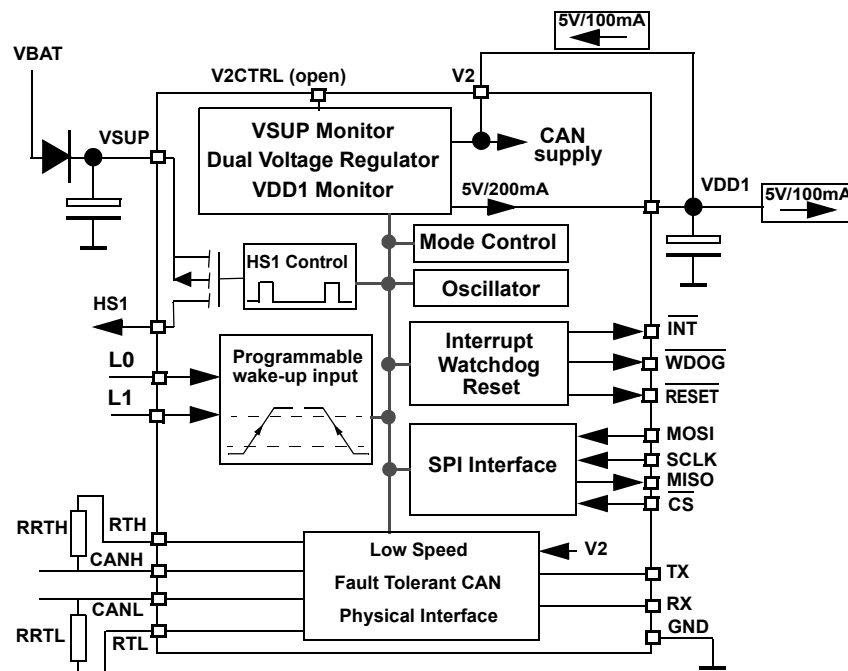 5V/100mA
VBAT
V2CTRL (open)
V2
VSUP
VSUP Monitor
Dual Voltage Regulator
VDD1 Monitor
CAN
supply
5V/200mA
VDD1
5V/100mA
Mode Control
HS1 Control
Oscillator
HS1
INT
L0
Programmable
wake-up input
Interrupt
Watchdog
Reset
WDOG
L1
RESET
MOSI
SPI Interface
SCLK
MISO
CS
RRTH
RTH
Low Speed
V2
CANH
Fault Tolerant CAN
TX
CANL
Physical Interface
RX
RRTL
RTL
GND